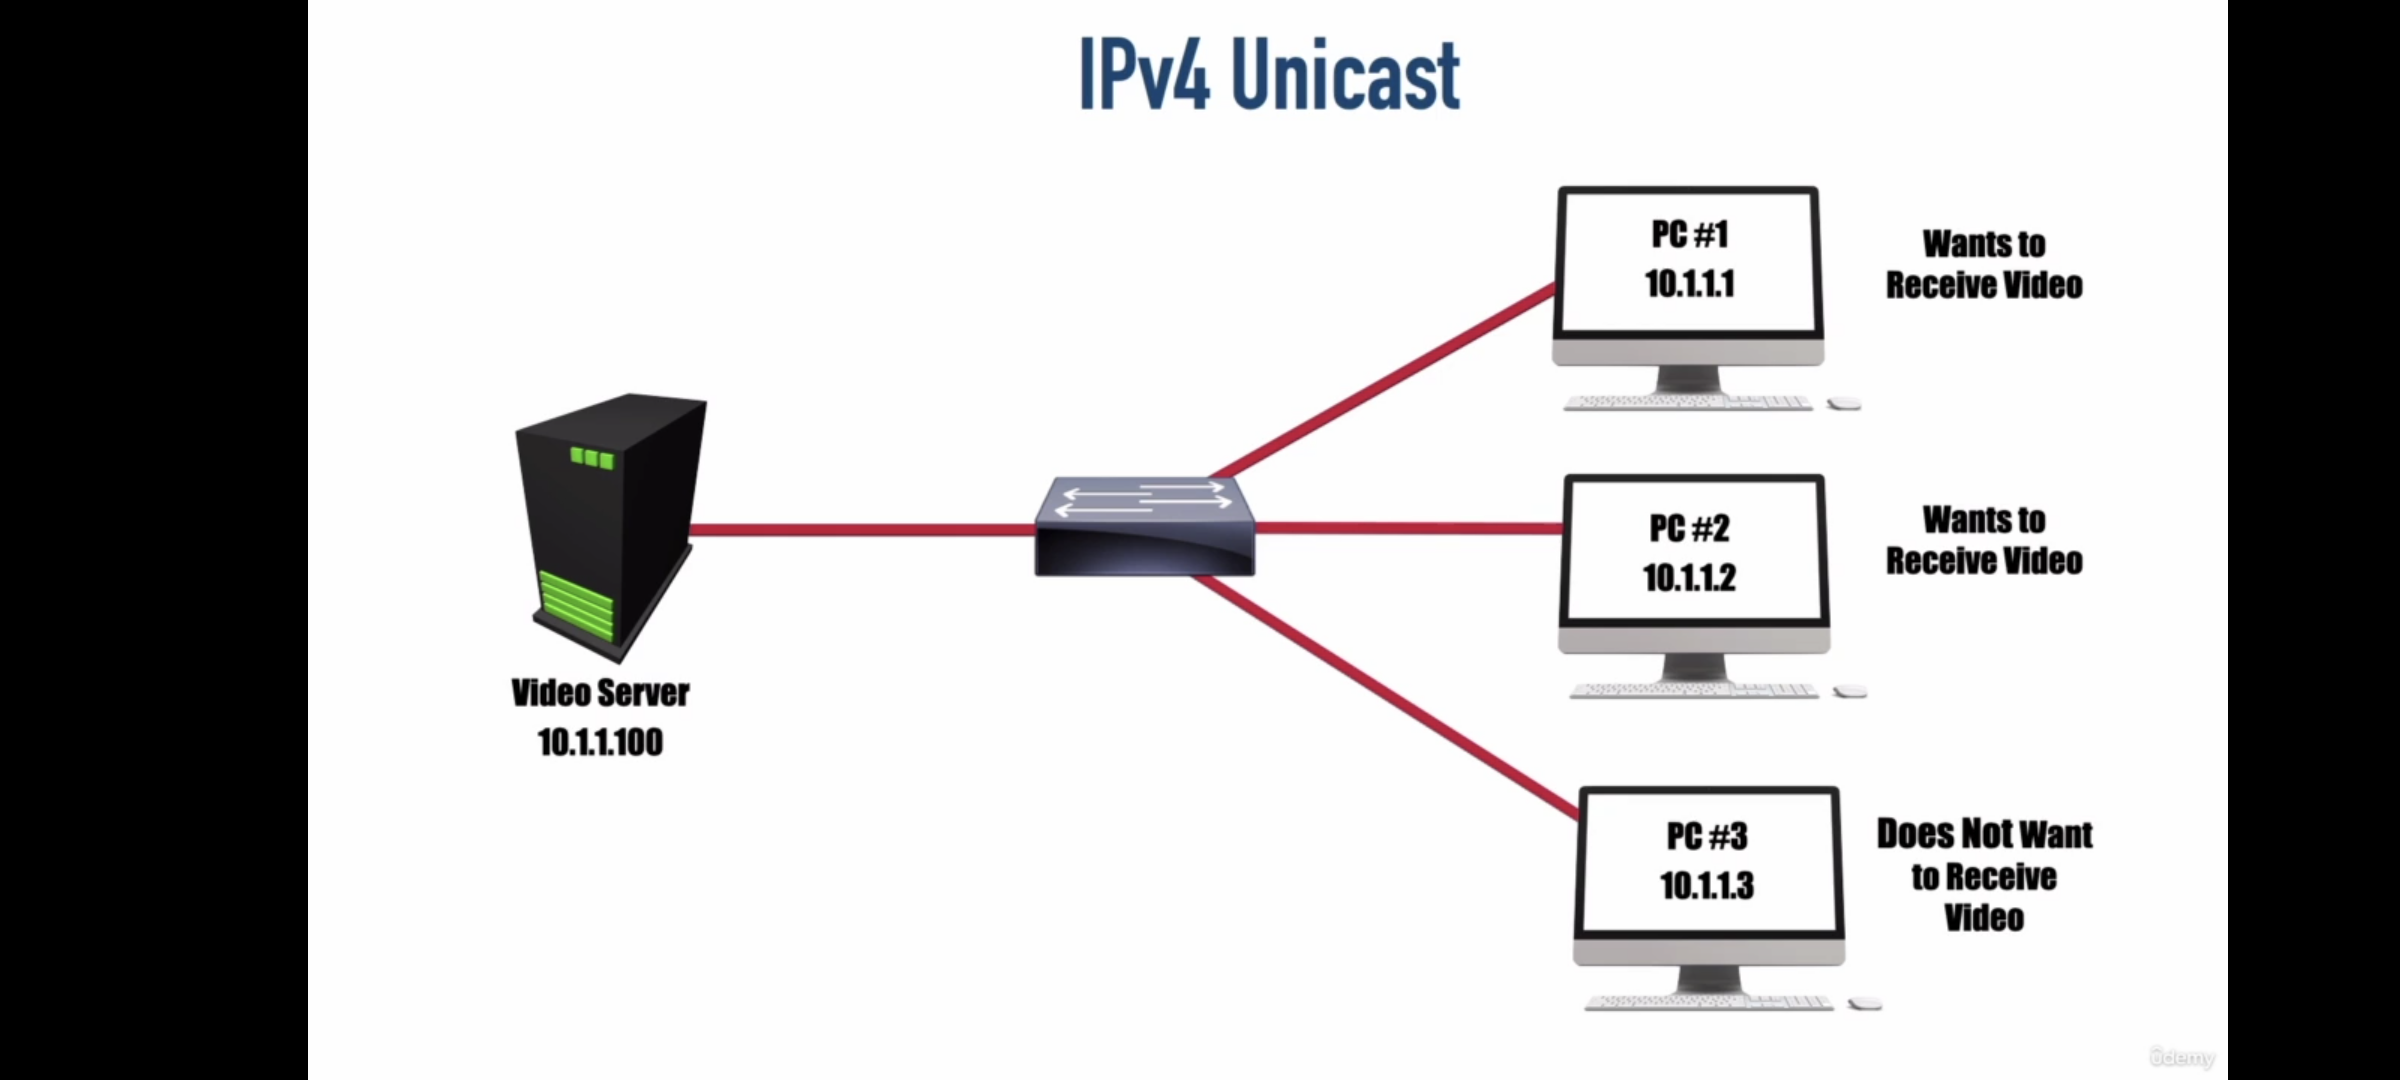 IPv4 Unicast
PC #1
10.1.1.1
Wants to
Receive Video
PC #2
10.1.1.2
Wants to
Receive Video
Video Server
10.1.1.100
PC #3
10.1.1.3
Does Not Want
to Receive
Video
ûdemy